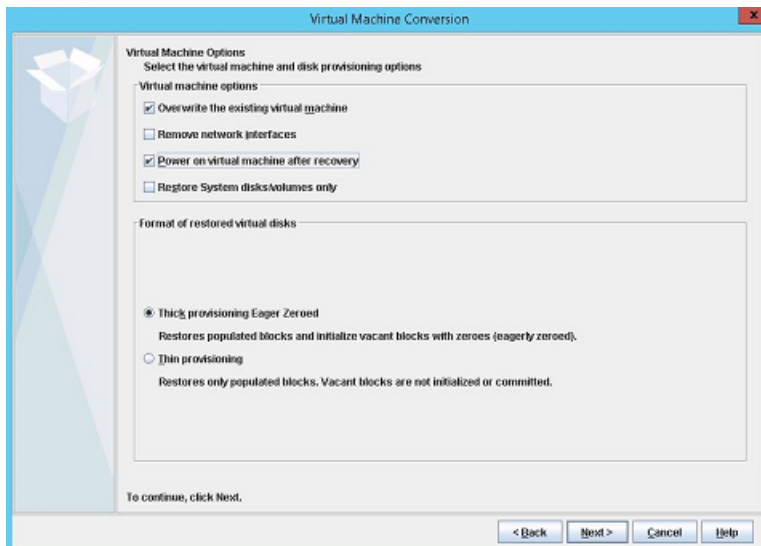 Virtual Machine Conversion
x
Virtual Machine Options
Select the virtual machine and disk provisioning options
Virtual machine options
Overwrite the existing virtual machine
Remove network interfaces
Power on virtual machine after recovery
Restore System disks/volumes only
Format of restored virtual disks
Thick provisioning Eager Zeroed
Restores populated blocks and initialize vacant blocks with zeroes (eagerly zeroed).
Thin provisioning
Restores only populated blocks. Vacant blocks are not initialized or committed.
To continue, click Next.
< Back Next > Cancel Help